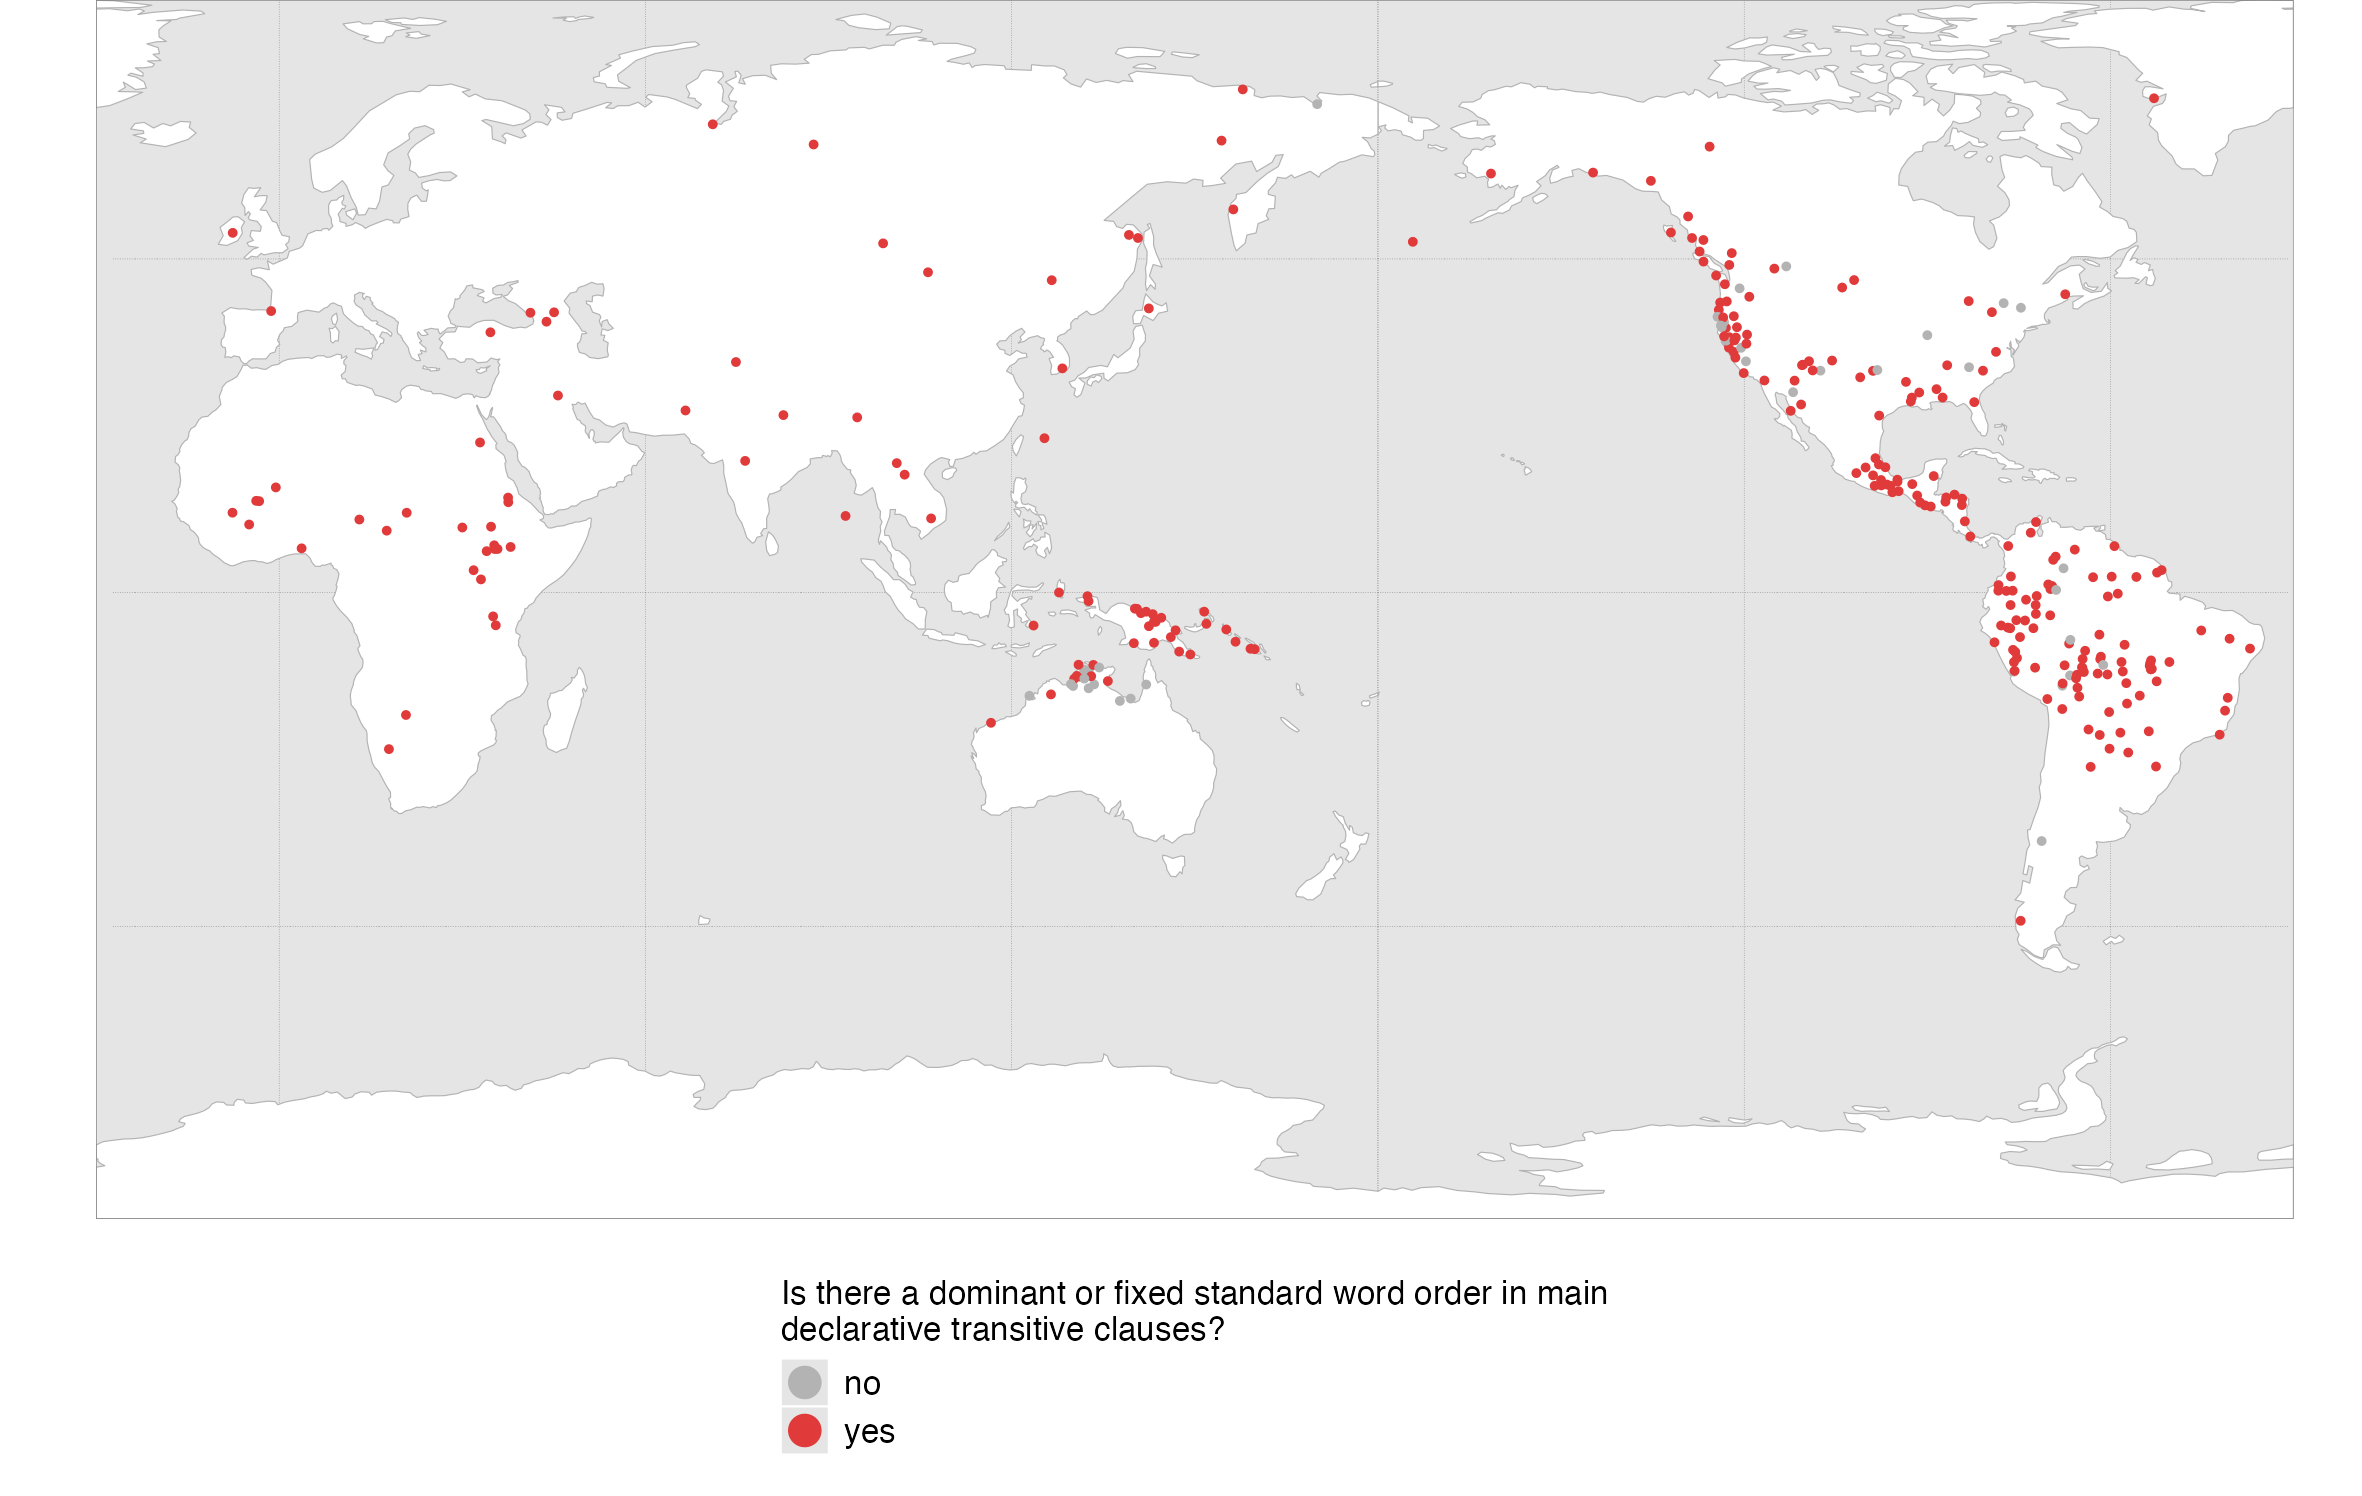 Is there a dominant or fixed standard word order in main
declarative transitive clauses?
no
yes